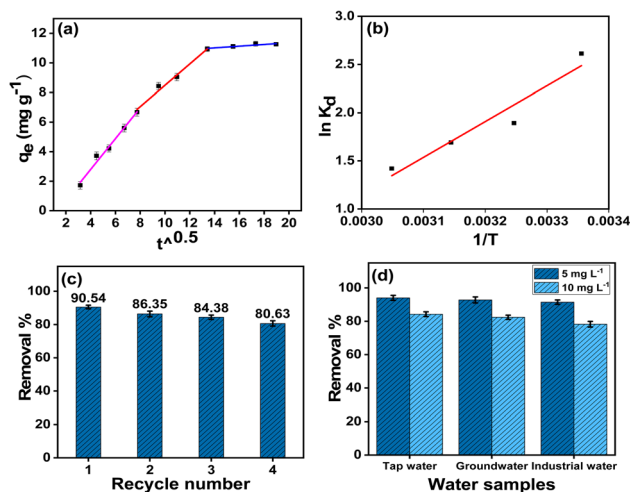 (a)
12
10
8
6
4
2
0
qe (mg g-1)
2 4 6 8 10 12 14 16 18 20
t^0.5
(b)
2.5
2.0
1.5
1.0
ln Kd
0.0030 0.0031 0.0032 0.0033 0.0034
1/T
(c)
100
80
60
40
20
0
Removal %
90.54 86.35 84.38 80.63
1 2 3 4
Recycle number
(d)
5 mg L-1
10 mg L-1
100
80
60
40
20
0
Removal %
Tap water Groundwater Industrial water
Water samples